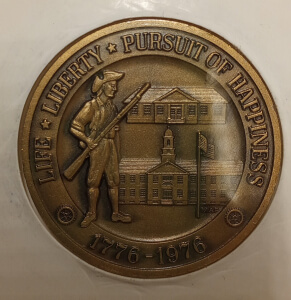 LIFE ★ LIBERTY ★ PURSUIT OF HAPPINESS
1776-1976